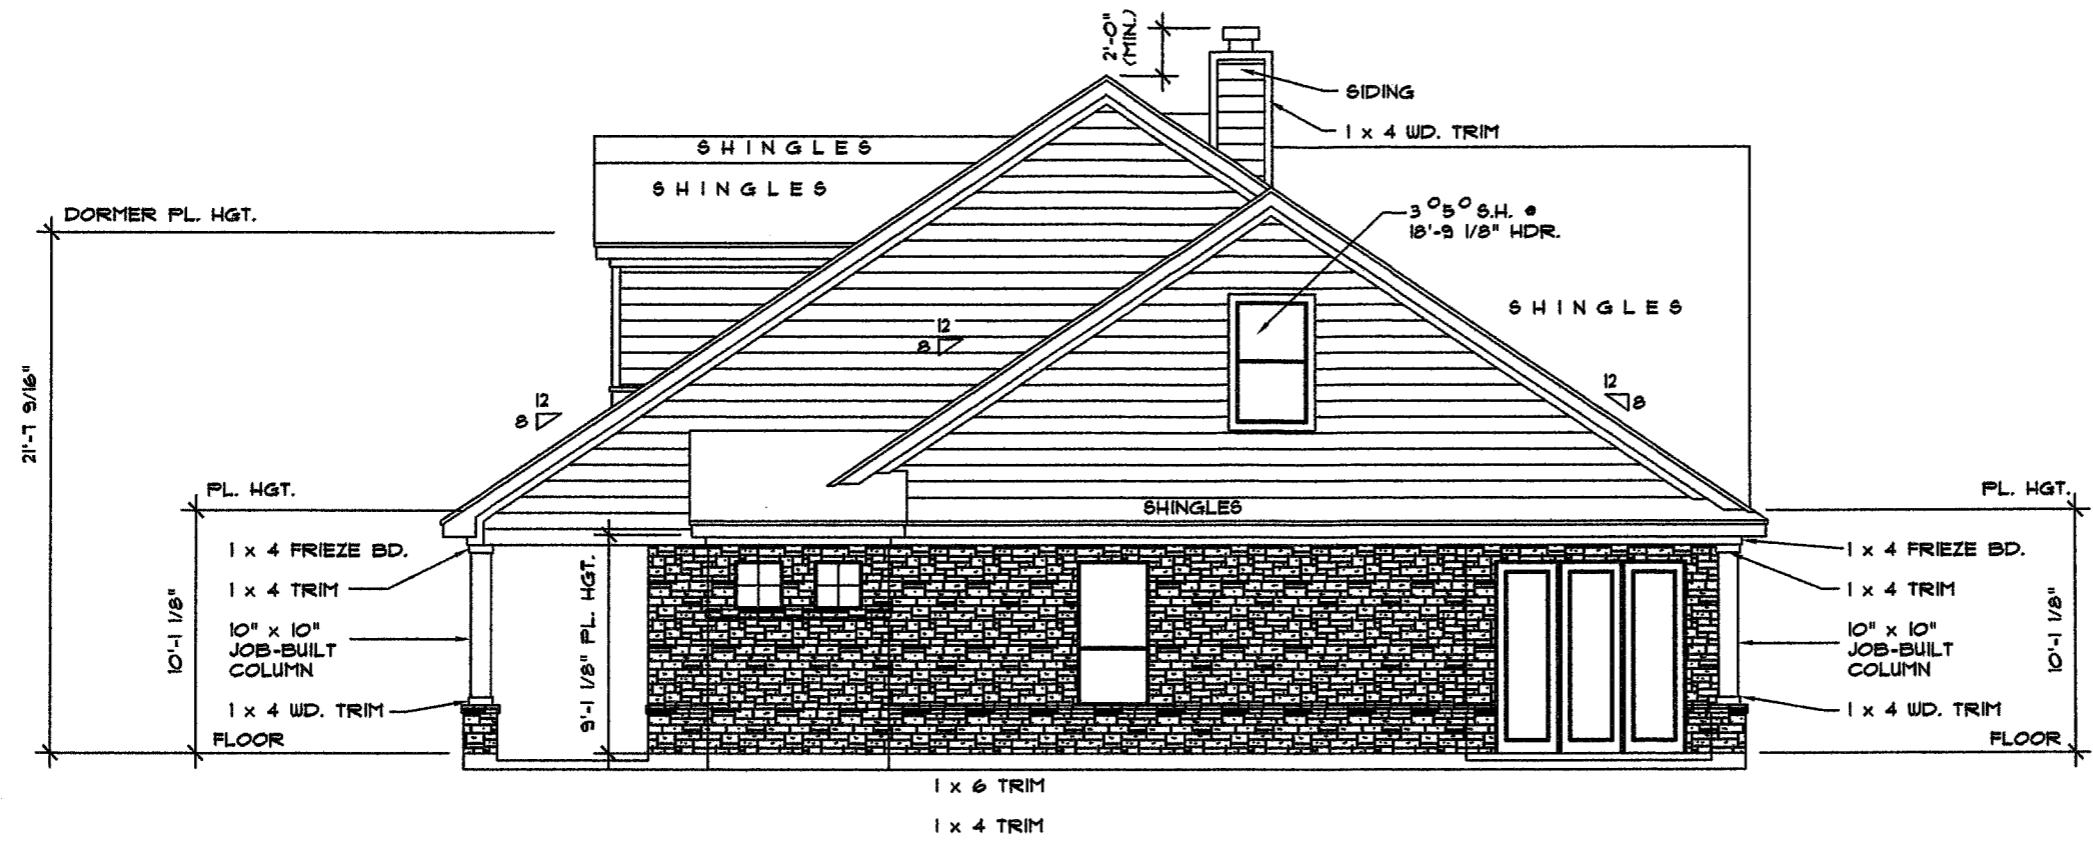 2'-0"
(MIN.)
SIDING
1 x 4 WD. TRIM
SHINGLES
SHINGLES
DORMER PL. HGT.
3⁰5⁰ S.H. @
18'-9 1/8" HDR.
SHINGLES
12
8
12
8
12
8
21'-7 9/16"
PL. HGT.
PL. HGT.
SHINGLES
1 x 4 FRIEZE BD.
1 x 4 TRIM
10'-1 1/8"
10" x 10"
JOB-BUILT
COLUMN
1 x 4 WD. TRIM
FLOOR
9'-1 1/8" PL. HGT.
1 x 4 FRIEZE BD.
1 x 4 TRIM
10" x 10"
JOB-BUILT
COLUMN
10'-1 1/8"
1 x 4 WD. TRIM
FLOOR
1 x 6 TRIM
1 x 4 TRIM